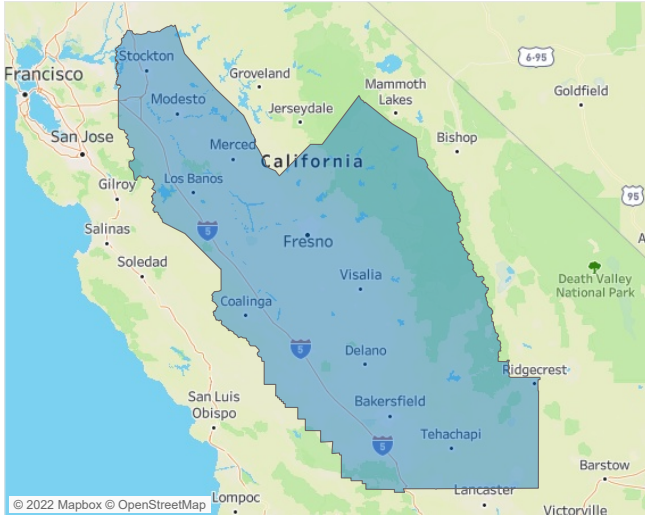 6-95
Stockton
Francisco
Groveland
Mammoth
Lakes
Goldfield
Modesto
Jerseydale
San Jose
Merced
Bishop
California
Los Banos
Gilroy
95
Salinas
5
Fresno
A
Soledad
Visalia
Death Valley
National Park
Coalinga
5
Delano
Ridgecrest
San Luis
Obispo
Bakersfield
Tehachapi
5
Barstow
Lompoc
Lancaster
Victorville
© 2022 Mapbox © OpenStreetMap